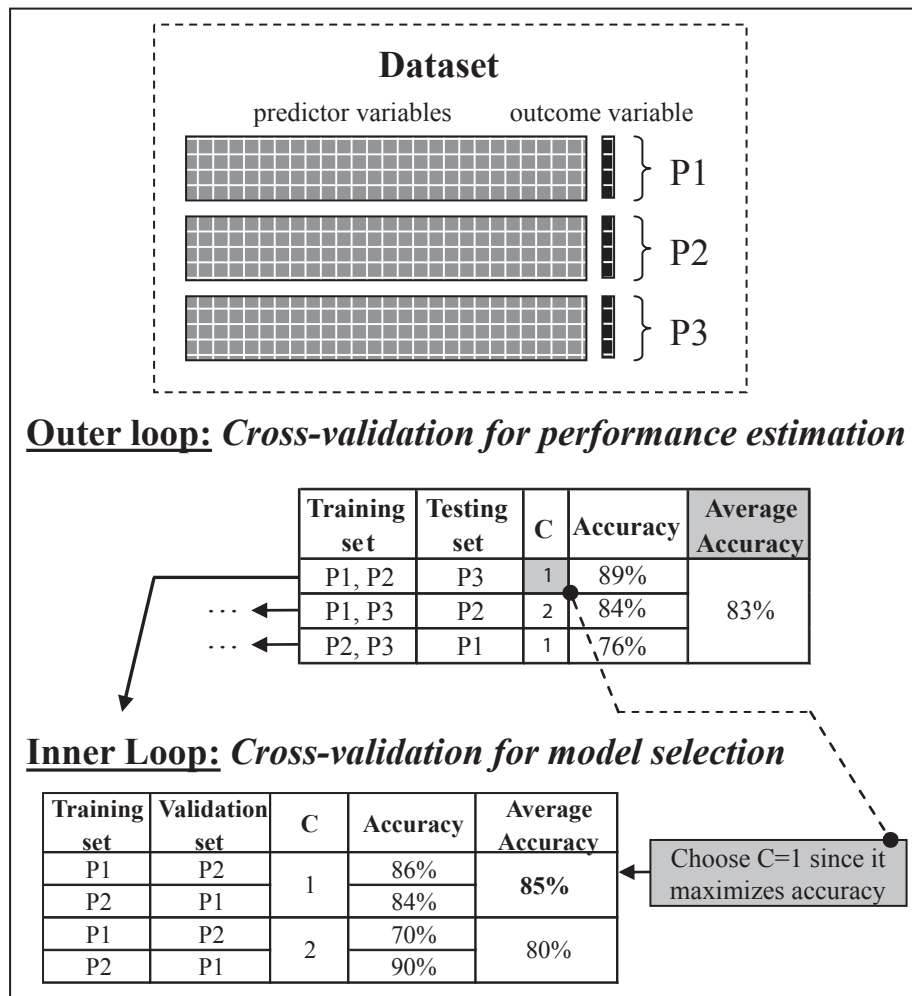 Dataset
predictor variables outcome variable
P1
P2
P3
Outer loop: Cross-validation for performance estimation
Training set Testing set C Accuracy Average Accuracy
P1, P2 P3 1 89%
... P1, P3 P2 2 84% 83%
... P2, P3 P1 1 76%
Inner Loop: Cross-validation for model selection
Training set Validation set C Accuracy Average Accuracy
P1 P2 1 86% 85%
P2 P1 84%
P1 P2 2 70% 80%
P2 P1 90%
Choose C=1 since it
maximizes accuracy